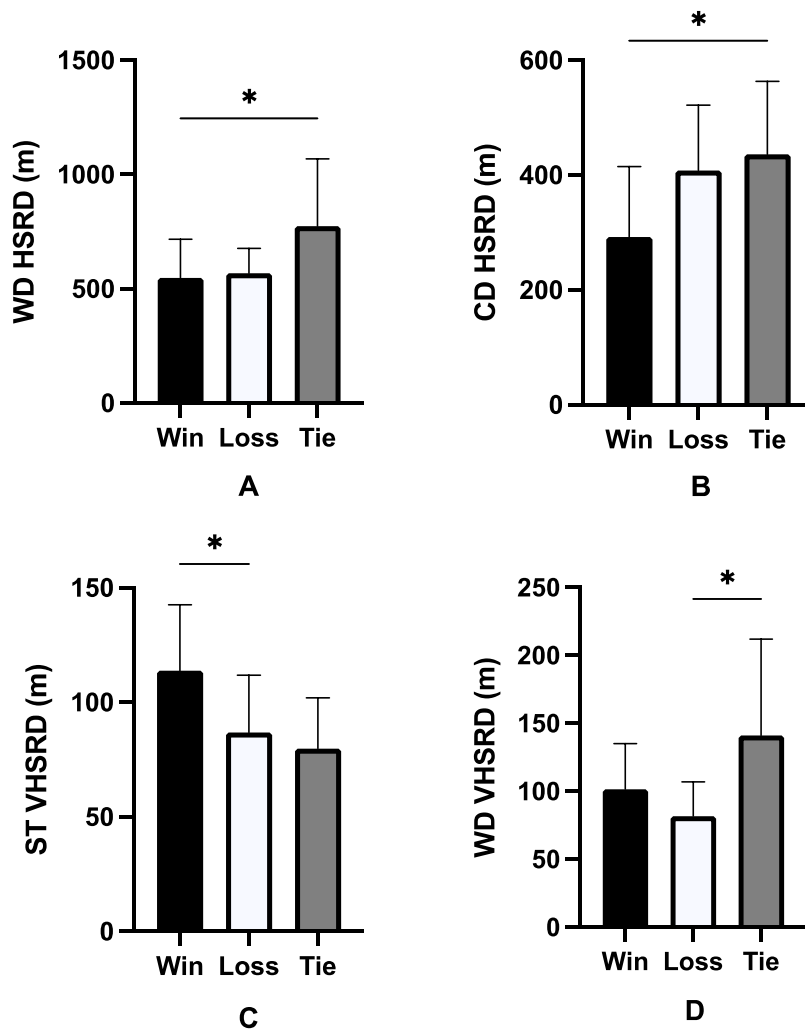 WD HSRD (m)
1500
1000
500
0
*
Win Loss Tie
A
CD HSRD (m)
600
400
200
0
*
Win Loss Tie
B
ST VHSRD (m)
150
100
50
0
*
Win Loss Tie
C
WD VHSRD (m)
250
200
150
100
50
0
*
Win Loss Tie
D